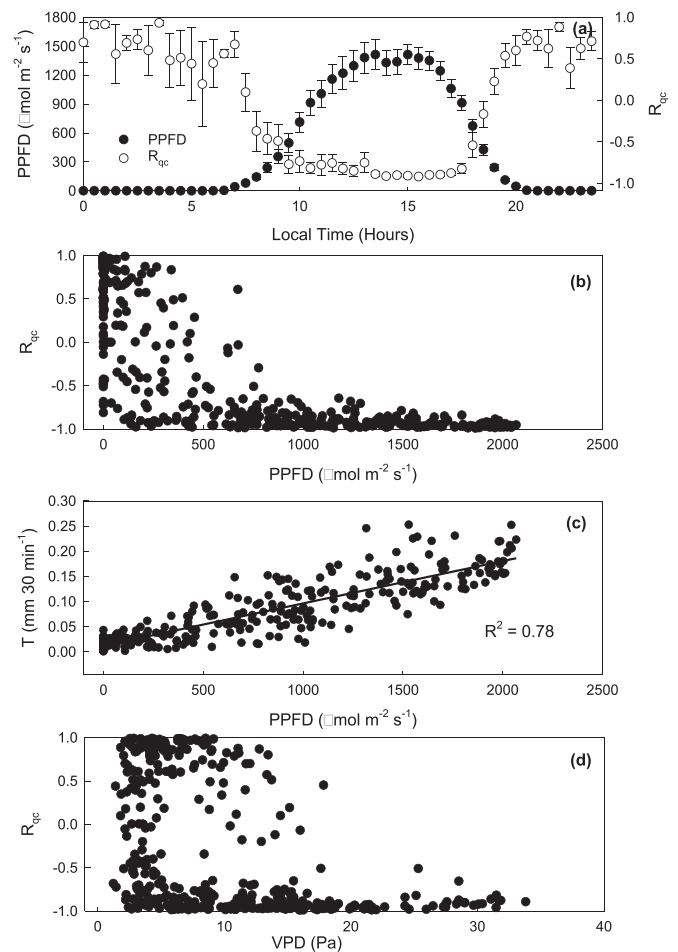 1800
1500
1200
900
600
300
0
PPFD (□mol m⁻² s⁻¹)
(a)
1.0
0.5
0.0
-0.5
-1.0
R_qc
PPFD
R_qc
0 5 10 15 20
Local Time (Hours)
1.0
0.5
0.0
-0.5
-1.0
R_qc
(b)
0 500 1000 1500 2000 2500
PPFD (□mol m⁻² s⁻¹)
0.30
0.25
0.20
0.15
0.10
0.05
0.00
T (mm 30 min⁻¹)
(c)
R² = 0.78
0 500 1000 1500 2000 2500
PPFD (□mol m⁻² s⁻¹)
1.0
0.5
0.0
-0.5
-1.0
R_qc
(d)
0 10 20 30 40
VPD (Pa)